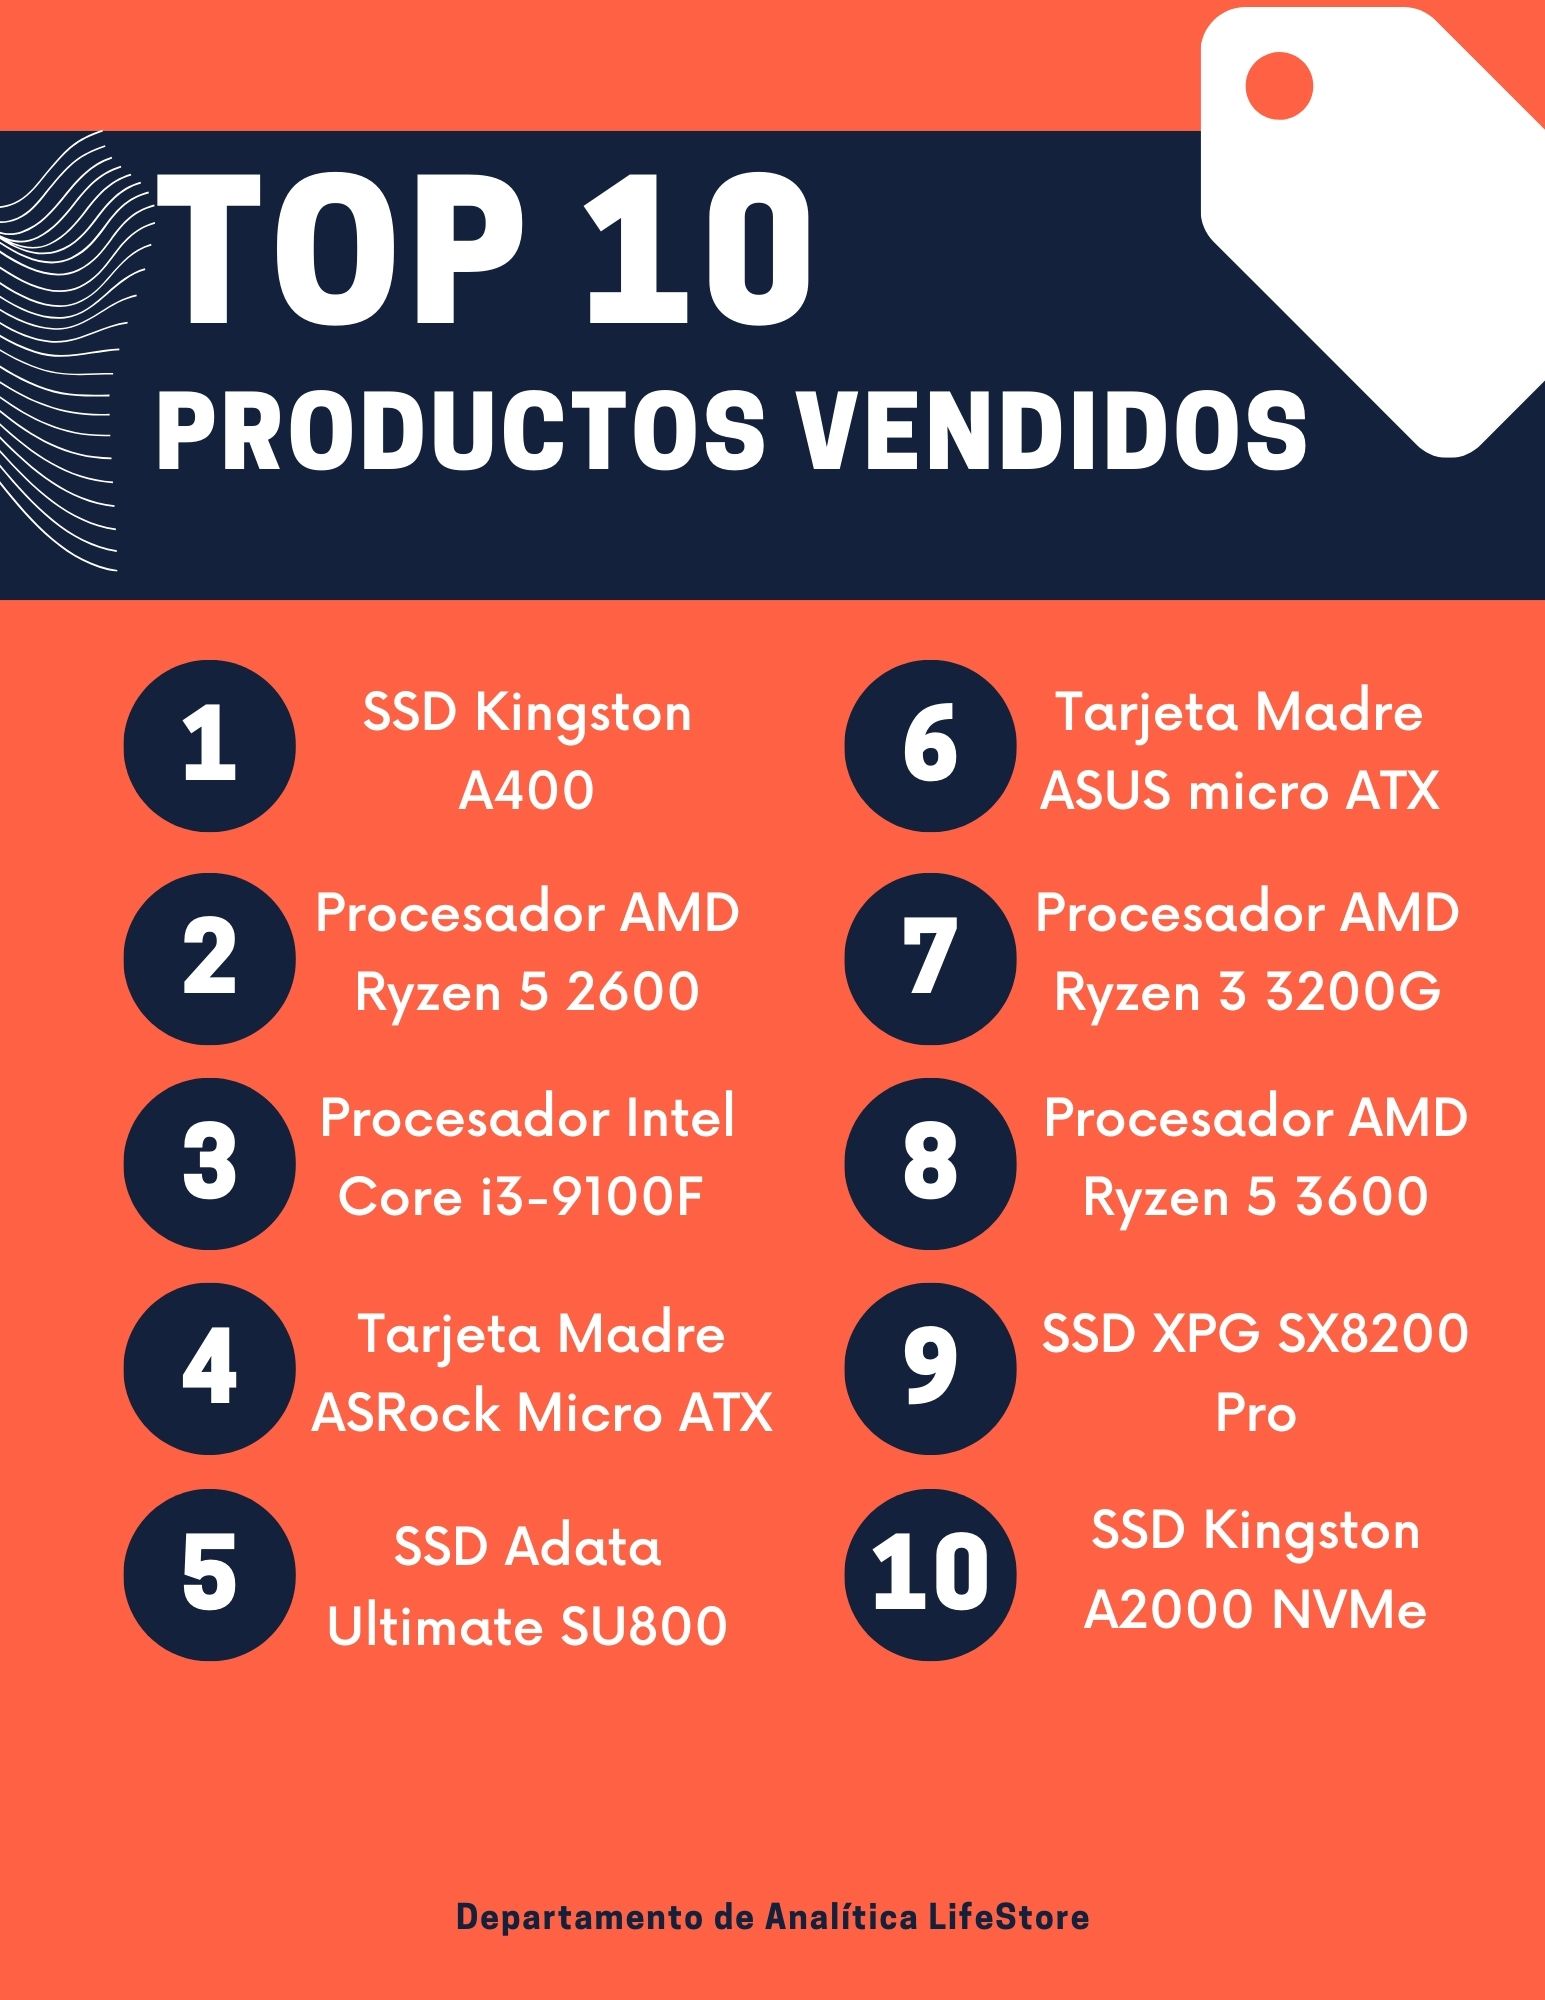 TOP 10
PRODUCTOS VENDIDOS
1
SSD Kingston
A400
2
Procesador AMD
Ryzen 5 2600
3
Procesador Intel
Core i3-9100F
4
Tarjeta Madre
ASRock Micro ATX
5
SSD Adata
Ultimate SU800
6
Tarjeta Madre
ASUS micro ATX
7
Procesador AMD
Ryzen 3 3200G
8
Procesador AMD
Ryzen 5 3600
9
SSD XPG SX8200
Pro
10
SSD Kingston
A2000 NVMe
Departamento de Analítica LifeStore